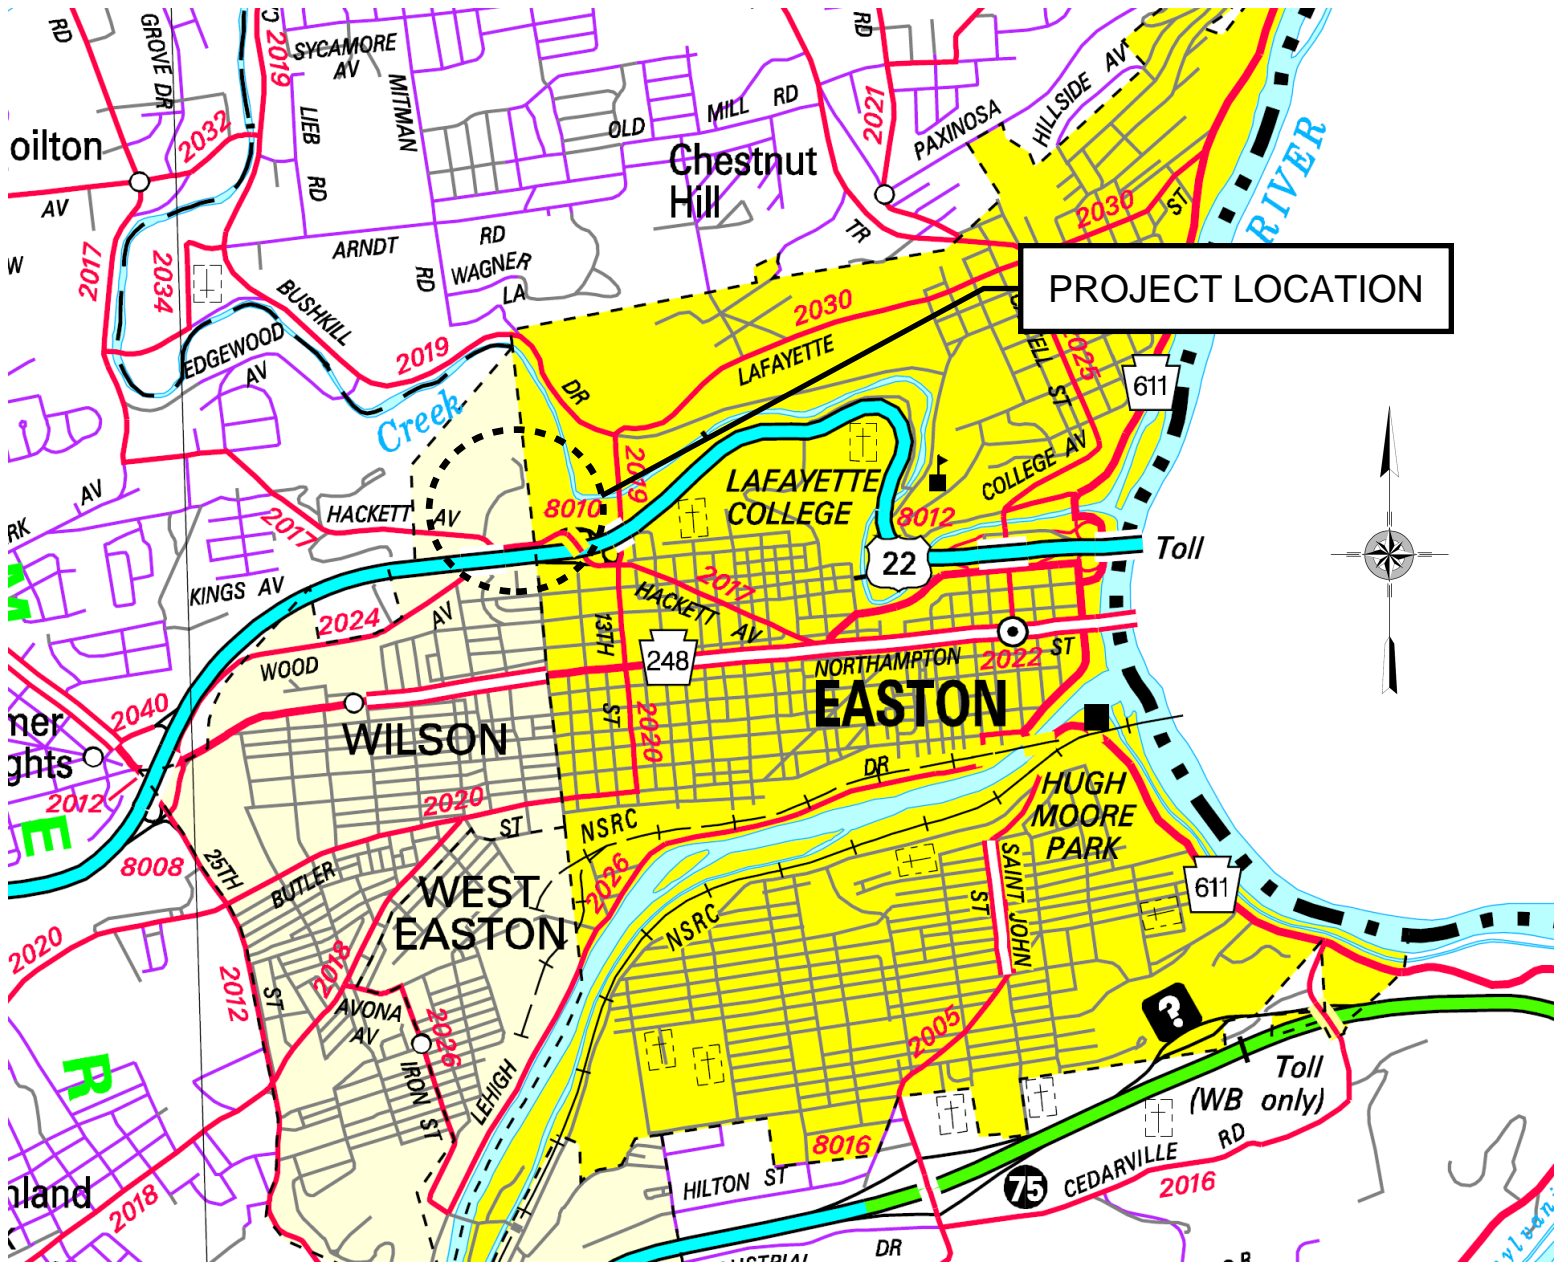 RD
GROVE DR
2019
SYCAMORE
AV
MITMAN
LIEB
RD
2032
oilton
AV
2017
2034
W
OLD
MILL RD
Chestnut
Hill
RD
2021
PAXINOSA
HILLSIDE AV
RIVER
2030
ST
TR
ARNDT
RD
WAGNER
LA
RD
BUSHKILL
EDGEWOOD
AV
2019
Creek
DR
2030
LAFAYETTE
PROJECT LOCATION
2025
ST
611
COLLEGE AV
2019
LAFAYETTE
COLLEGE
8010
8012
22
Toll
AV
RK
HACKETT AV
2017
KINGS AV
2024
AV
WOOD
2017
HACKETT
AV
13TH
ST
248
NORTHAMPTON
ST
2022
EASTON
2020
2040
WILSON
mer
ghts
2012
E
8008
2020
ST
25TH
BUTLER
NSRC
DR
HUGH
MOORE
PARK
611
WEST
EASTON
2026
NSRC
SAINT JOHN
ST
2020
2012
ST
2018
AVONA
AV
2026
IRON ST
LEHIGH
R
2005
?
Toll
(WB only)
8016
HILTON ST
75
CEDARVILLE
RD
2016
nland
2018
DR